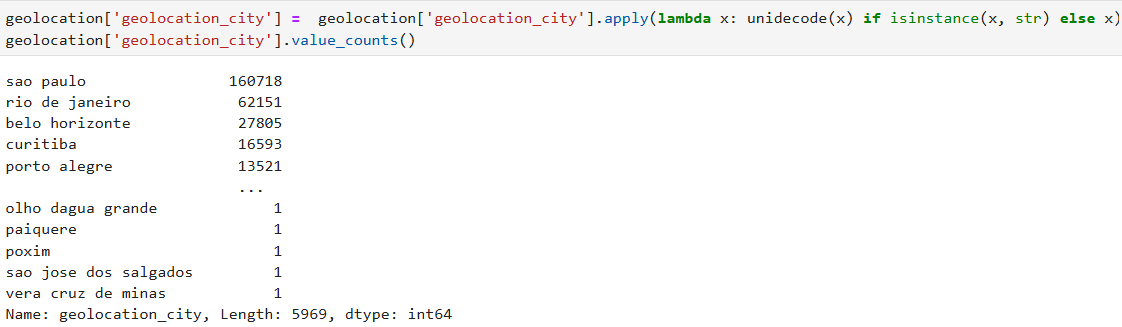 geolocation['geolocation_city'] =  geolocation['geolocation_city'].apply(lambda x: unidecode(x) if isinstance(x, str) else x)
geolocation['geolocation_city'].value_counts()
sao paulo                 160718
rio de janeiro             62151
belo horizonte             27805
curitiba                   16593
porto alegre               13521
                           ...
olho dagua grande              1
paiquere                       1
poxim                          1
sao jose dos salgados          1
vera cruz de minas             1
Name: geolocation_city, Length: 5969, dtype: int64